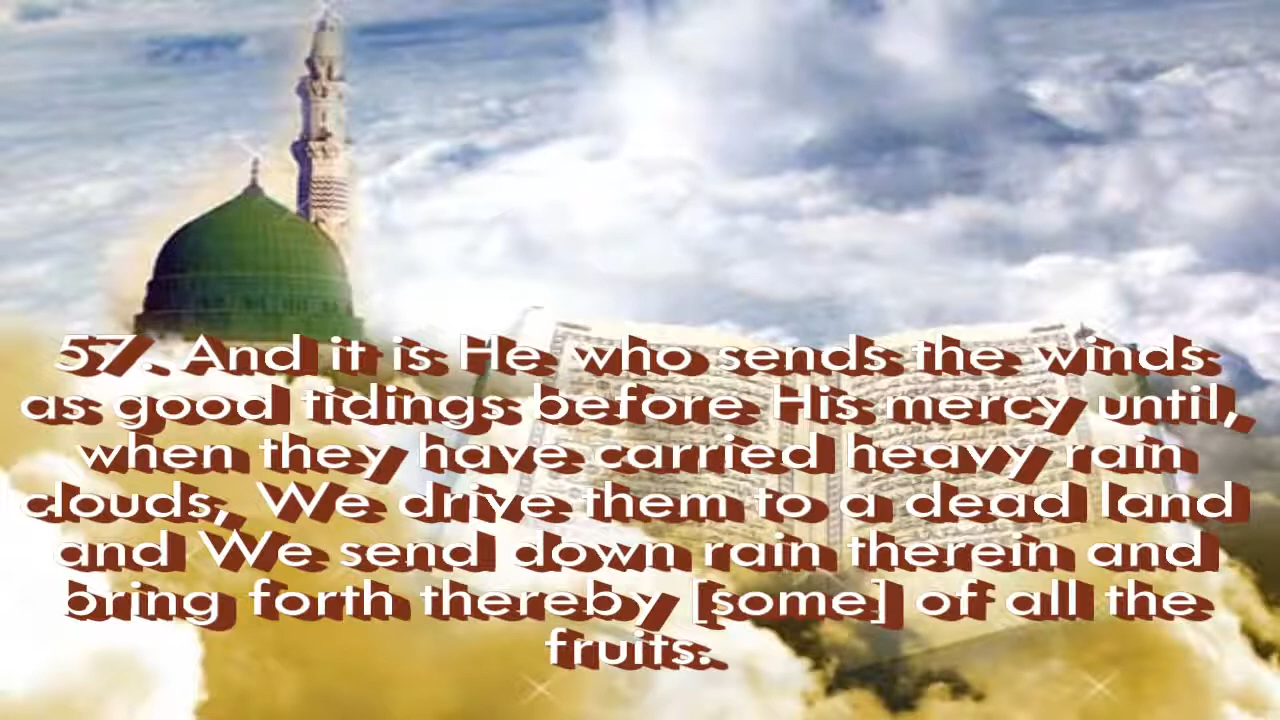 57. And it is He who sends the winds
as good tidings before His mercy until,
when they have carried heavy rain
clouds, We drive them to a dead land
and We send down rain therein and
bring forth thereby [some] of all the
fruits.